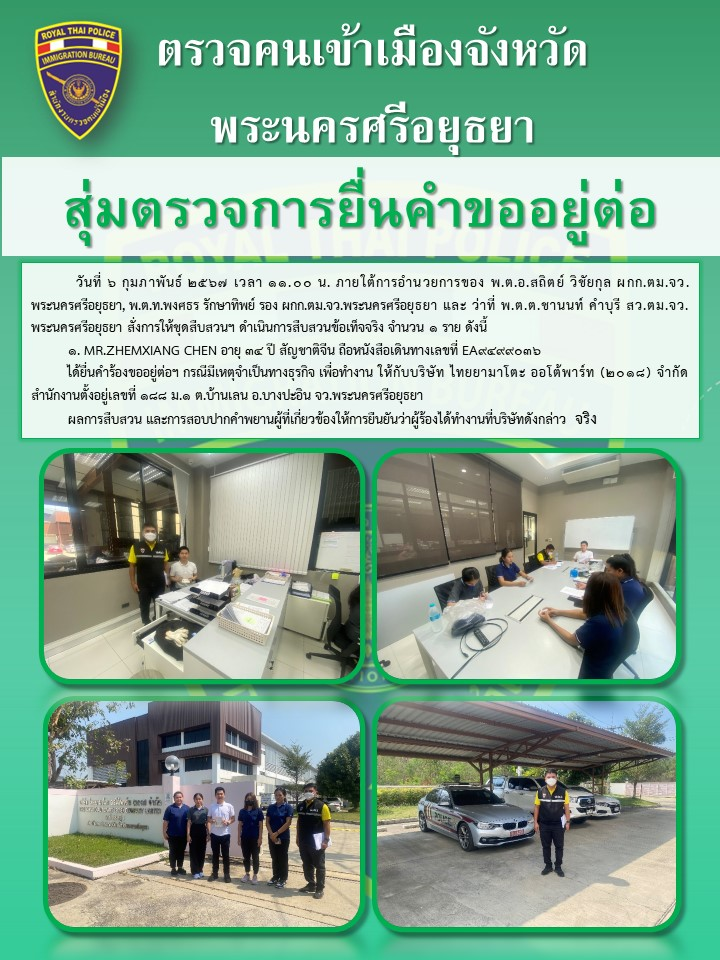 ROYAL THAI POLICE
IMMIGRATION BUREAU
สำนักงานตรวจคนเข้าเมือง
ตรวจคนเข้าเมืองจังหวัด
พระนครศรีอยุธยา
สุ่มตรวจการยื่นคำขออยู่ต่อ
วันที่ ๖ กุมภาพันธ์ ๒๕๖๗ เวลา ๑๑.๐๐ น. ภายใต้การอำนวยการของ พ.ต.อ.สถิตย์ วิชัยกุล ผกก.ตม.จว.
พระนครศรีอยุธยา, พ.ต.ท.พงศธร รักษาทิพย์ รอง ผกก.ตม.จว.พระนครศรีอยุธยา และ ว่าที่ พ.ต.ต.ชานนท์ คำบุรี สว.ตม.จว.
พระนครศรีอยุธยา สั่งการให้ชุดสืบสวนฯ ดำเนินการสืบสวนข้อเท็จจริง จำนวน ๑ ราย ดังนี้
๑. MR.ZHEMXIANG CHEN อายุ ๓๔ ปี สัญชาติจีน ถือหนังสือเดินทางเลขที่ EA๙๔๙๙๐๓๖
ได้ยื่นคำร้องขออยู่ต่อฯ กรณีมีเหตุจำเป็นทางธุรกิจ เพื่อทำงาน ให้กับบริษัท ไทยยามาโตะ ออโต้พาร์ท (๒๐๑๘) จำกัด
สำนักงานตั้งอยู่เลขที่ ๑๘๘ ม.๑ ต.บ้านเลน อ.บางปะอิน จว.พระนครศรีอยุธยา
ผลการสืบสวน และการสอบปากคำพยานผู้ที่เกี่ยวข้องให้การยืนยันว่าผู้ร้องได้ทำงานที่บริษัทดังกล่าว จริง
POLICE